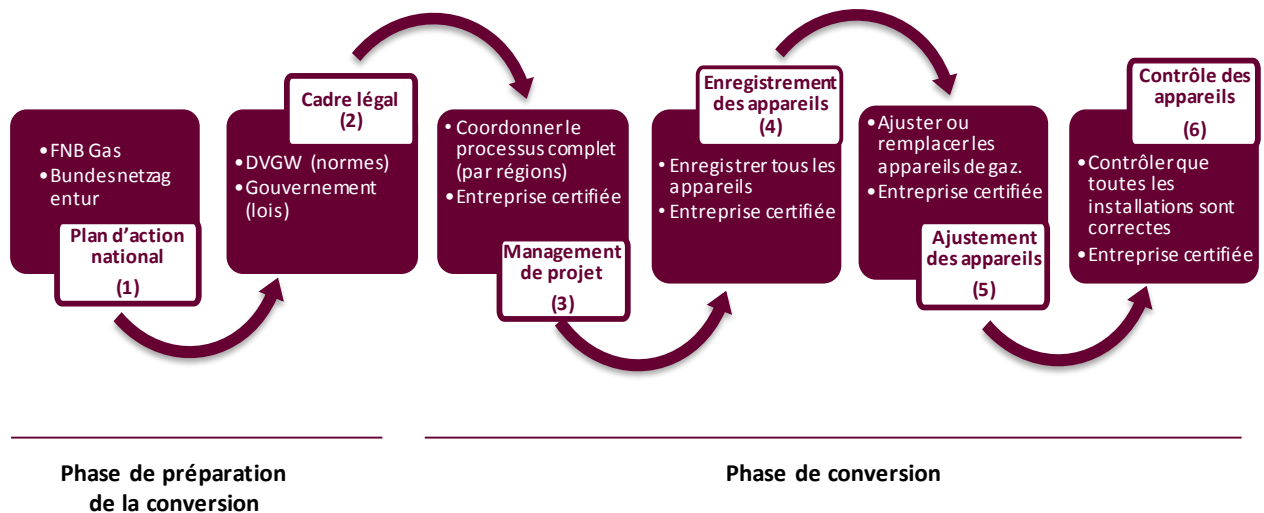 •FNB Gas
•Bundesnetzag
entur
Plan d’action
national
(1)
Cadre légal
(2)
•DVGW (normes)
•Gouvernement
(lois)
•Coordonner le
processus complet
(par régions)
•Entreprise certifiée
Management
de projet
(3)
Enregistrement
des appareils
(4)
•Enregistrer tous les
appareils
•Entreprise certifiée
•Ajuster ou
remplacer les
appareils de gaz.
•Entreprise certifiée
Ajustement
des appareils
(5)
Contrôle des
appareils
(6)
•Contrôler que
toutes les
installations sont
correctes
•Entreprise certifiée
Phase de préparation
de la conversion
Phase de conversion